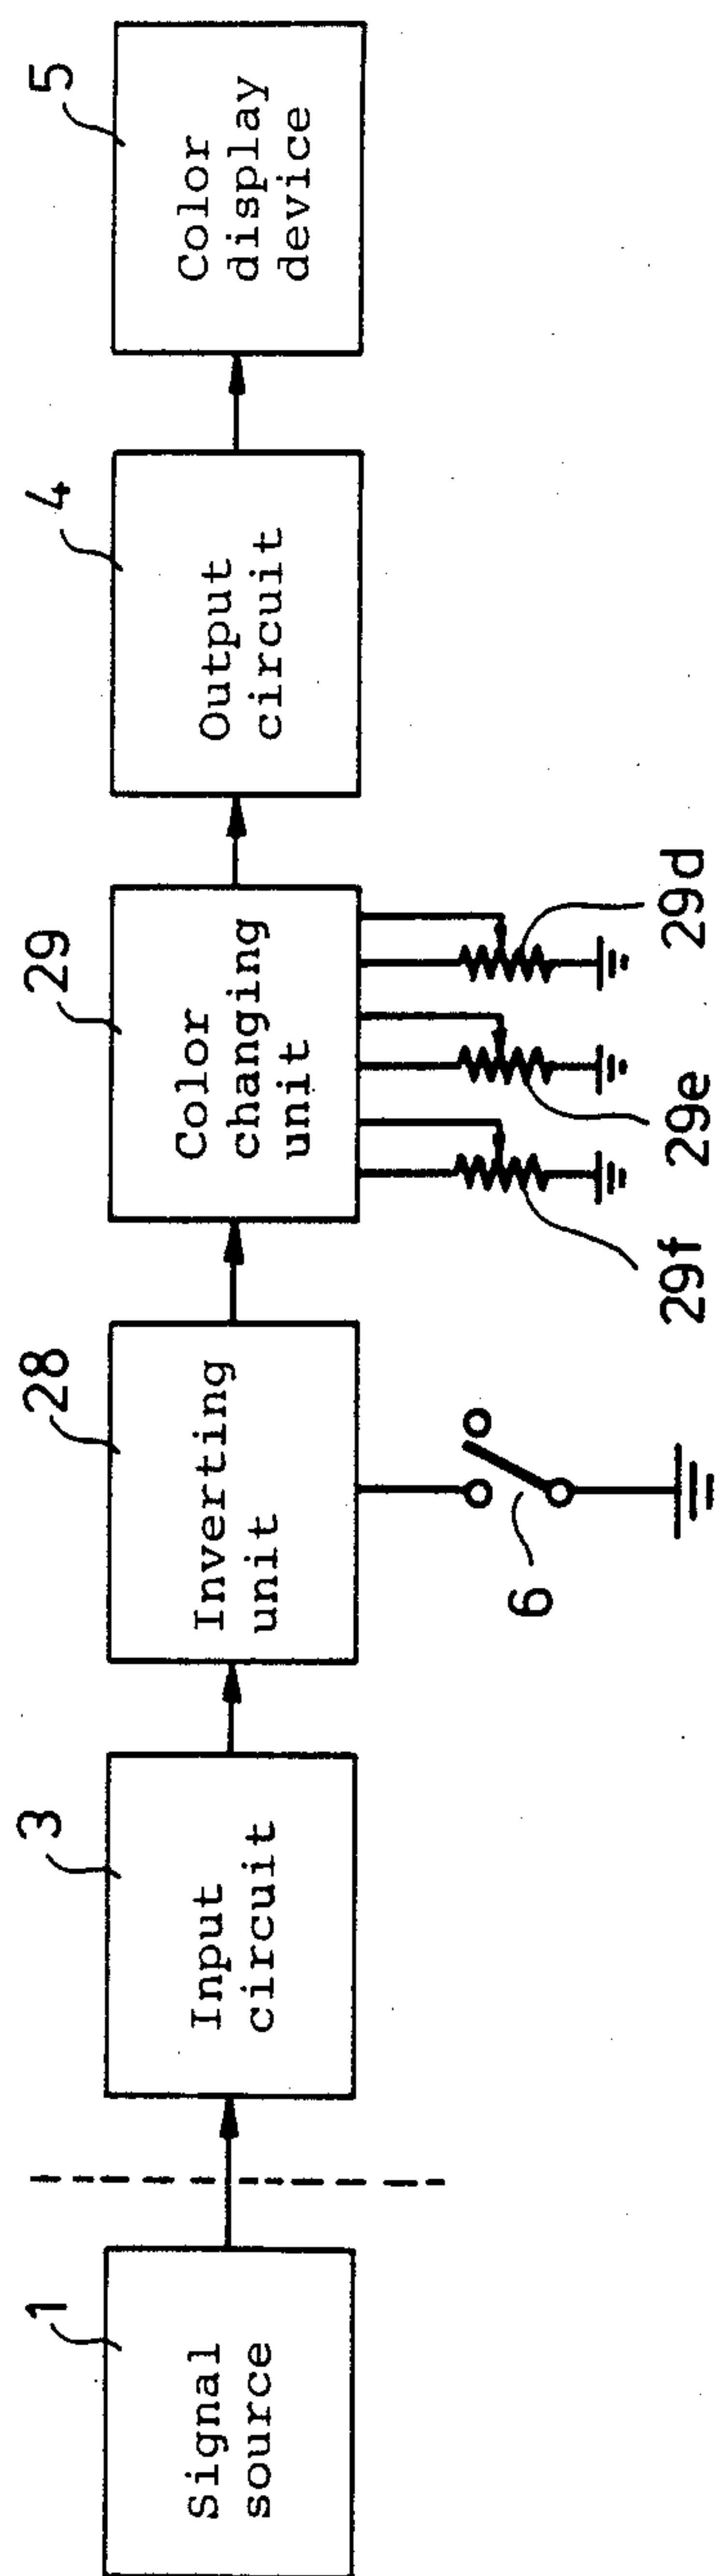 1
Signal
source
3
Input
circuit
28
Inverting
unit
6
29
Color
changing
unit
29f
29e
29d
4
Output
circuit
5
Color
display
device